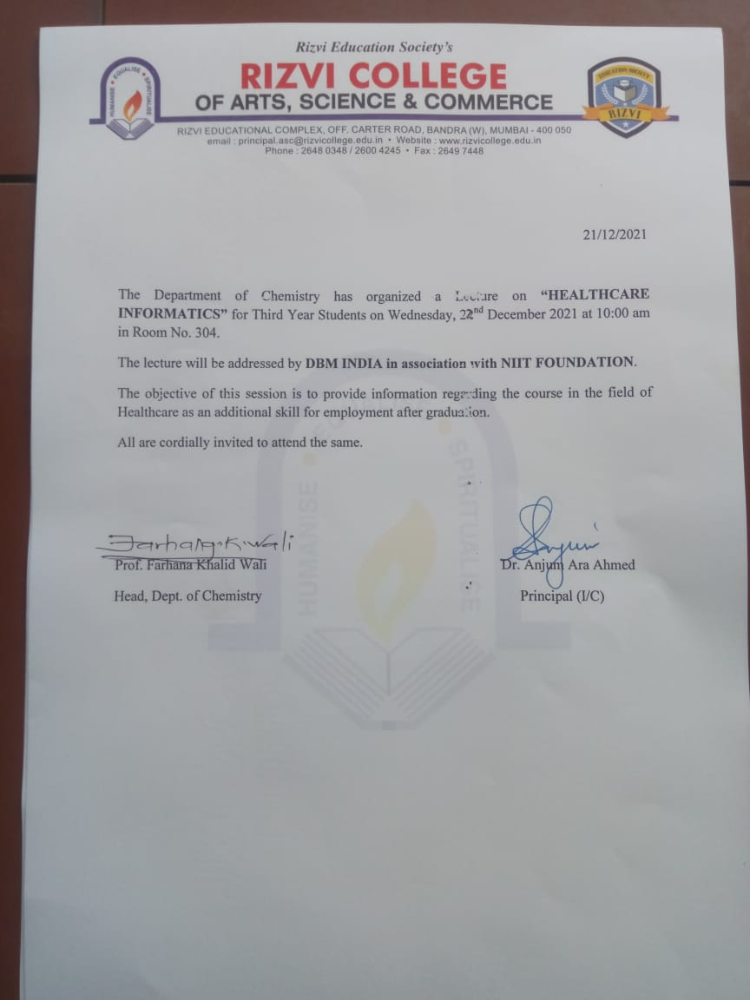 Rizvi Education Society's
RIZVI COLLEGE
OF ARTS, SCIENCE & COMMERCE
HUMANISE • EQUALISE • SPIRITUALISE
EDUCATION SOCIETY
RIZVI
RIZVI EDUCATIONAL COMPLEX, OFF. CARTER ROAD, BANDRA (W), MUMBAI - 400 050
email : principal.asc@rizvicollege.edu.in • Website : www.rizvicollege.edu.in
Phone : 2648 0348 / 2600 4245 • Fax : 2649 7448
21/12/2021
The Department of Chemistry has organized a Lecture on “HEALTHCARE
INFORMATICS” for Third Year Students on Wednesday, 22nd December 2021 at 10:00 am
in Room No. 304.
The lecture will be addressed by DBM INDIA in association with NIIT FOUNDATION.
The objective of this session is to provide information regarding the course in the field of
Healthcare as an additional skill for employment after graduation.
All are cordially invited to attend the same.
HUMANISE • EQUALISE • SPIRITUALISE
Farhana.K.Wali
Prof. Farhana Khalid Wali
Dr. Anjum Ara Ahmed
Head, Dept. of Chemistry
Principal (I/C)